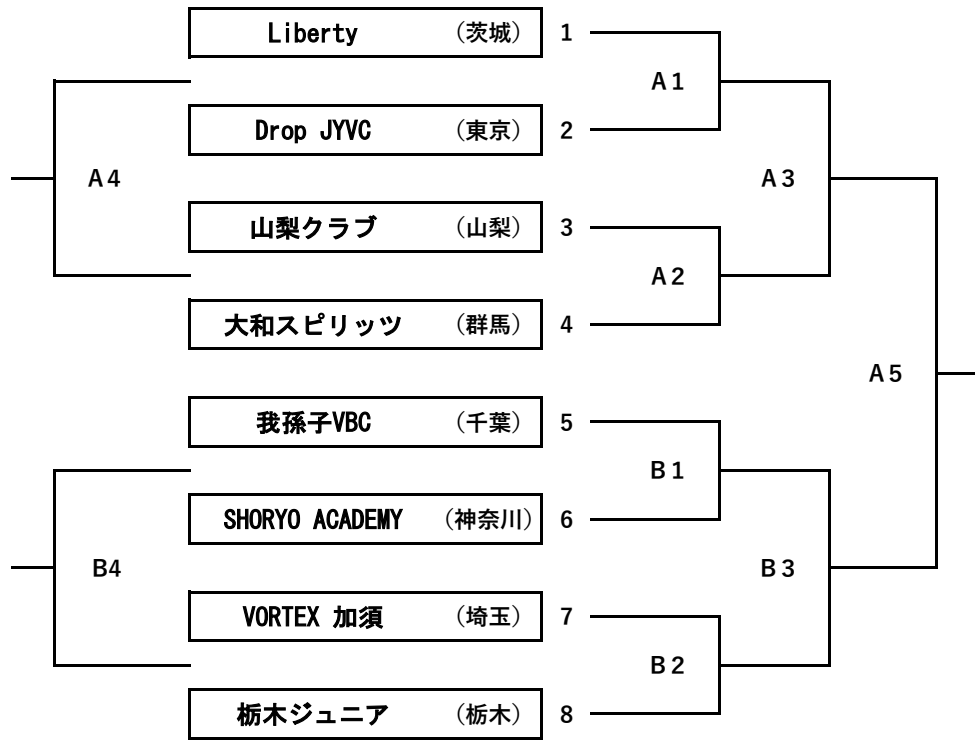 Liberty （茨城） 1
A1
Drop JYVC （東京） 2
A4
A3
山梨クラブ （山梨） 3
A2
大和スピリッツ （群馬） 4
A5
我孫子VBC （千葉） 5
B1
SHORYO ACADEMY （神奈川） 6
B4
B3
VORTEX 加須 （埼玉） 7
B2
栃木ジュニア （栃木） 8